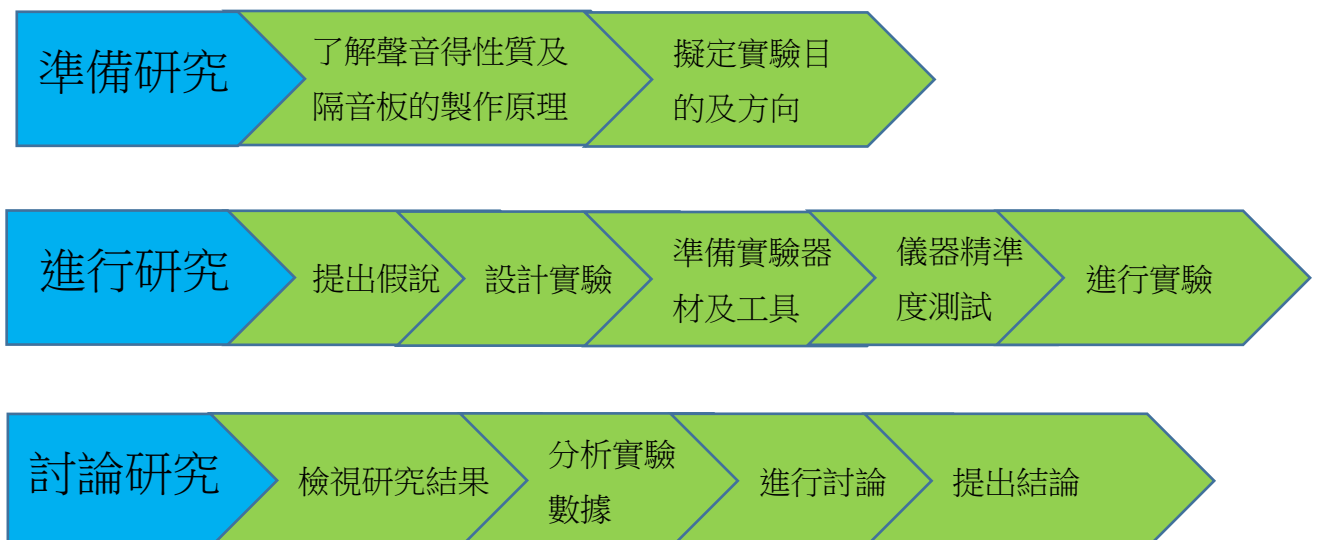 準備研究
了解聲音得性質及
隔音板的製作原理
擬定實驗目
的及方向
進行研究
提出假說
設計實驗
準備實驗器
材及工具
儀器精準
度測試
進行實驗
討論研究
檢視研究結果
分析實驗
數據
進行討論
提出結論